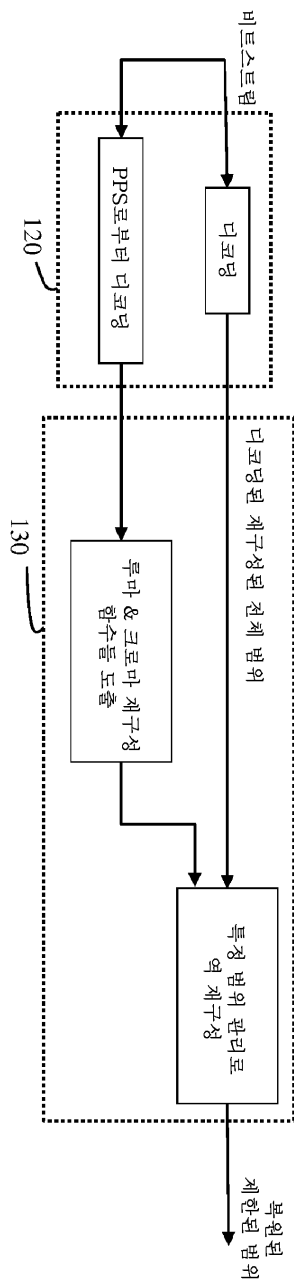 비트스트림
디코딩
PPS로부터 디코딩
120
디코딩된 재구성된 전체 범위
루마 & 크로마 재구성
함수들 도출
특정 범위 관리로
역 재구성
130
복원된
제한된 범위